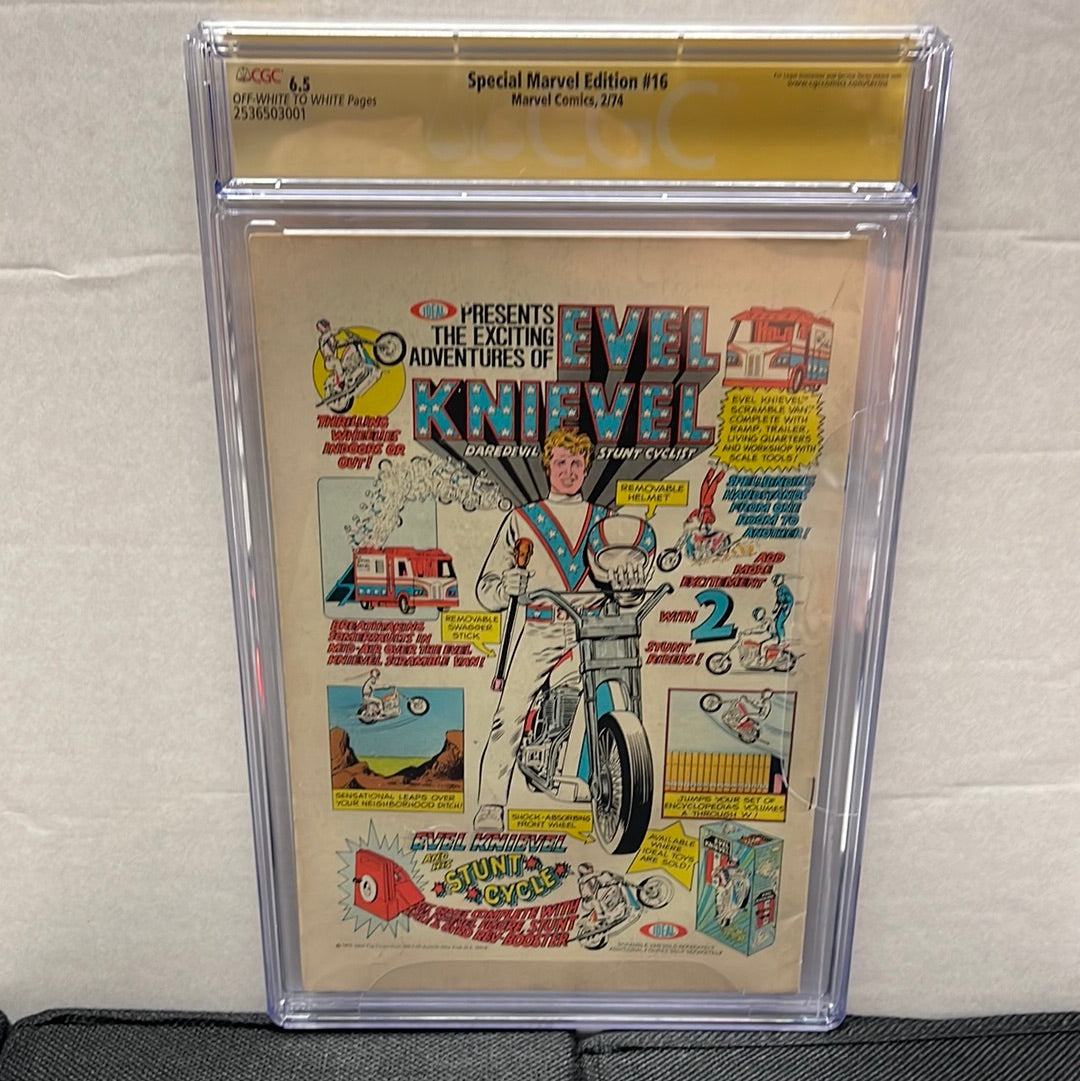 CGC 6.5
OFF-WHITE TO WHITE Pages
2536503001
Special Marvel Edition #16
Marvel Comics, 2/74
CGC
IDEAL PRESENTS
THE EXCITING
ADVENTURES OF
EVEL
KNIEVEL
DAREDEVIL STUNT CYCLIST
THRILLING
WHEELIES
INDOORS OR
OUT!
EVEL KNIEVEL™
SCRAMBLE VAN,
COMPLETE WITH
RAMP, TRAILER,
LIVING QUARTERS
AND WORKSHOP WITH
SCALE TOOLS!
REMOVABLE
HELMET
SPELLBINDING
HANDSTANDS
FROM ONE
ROOM TO
ANOTHER!
ADD
MORE
EXCITEMENT
WITH 2
STUNT
RIDERS!
REMOVABLE
SWAGGER
STICK
BREATHTAKING
SOMERSAULTS IN
MID-AIR OVER THE EVEL
KNIEVEL SCRAMBLE VAN!
SENSATIONAL LEAPS OVER
YOUR NEIGHBORHOOD DITCH!
JUMPS YOUR SET OF
ENCYCLOPEDIAS VOLUMES
A THROUGH W!
SHOCK-ABSORBING
FRONT WHEEL
EVEL KNIEVEL
AND HIS
STUNT
CYCLE
AVAILABLE
WHERE
IDEAL TOYS
ARE SOLD!
IDEAL